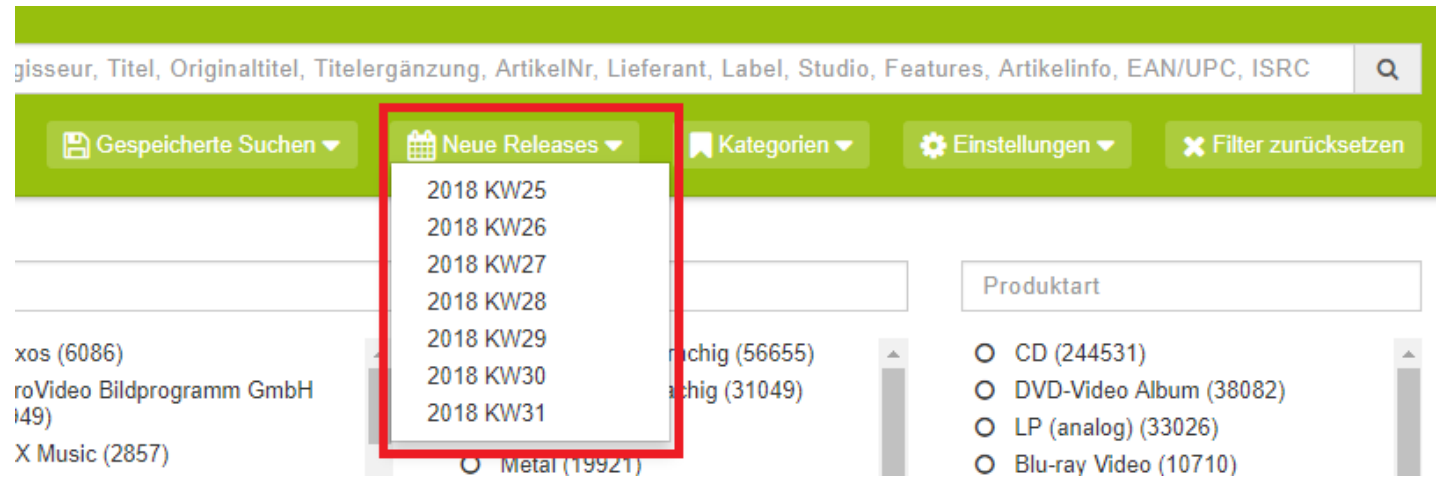 gisseur, Titel, Originaltitel, Titelergänzung, ArtikelNr, Lieferant, Label, Studio, Features, Artikelinfo, EAN/UPC, ISRC
Gespeicherte Suchen
Neue Releases
Kategorien
Einstellungen
Filter zurücksetzen
2018 KW25
2018 KW26
2018 KW27
2018 KW28
2018 KW29
2018 KW30
2018 KW31
xos (6086)
roVideo Bildprogramm GmbH
949)
X Music (2857)
chig (56655)
achig (31049)
Metal (19921)
Produktart
CD (244531)
DVD-Video Album (38082)
LP (analog) (33026)
Blu-ray Video (10710)